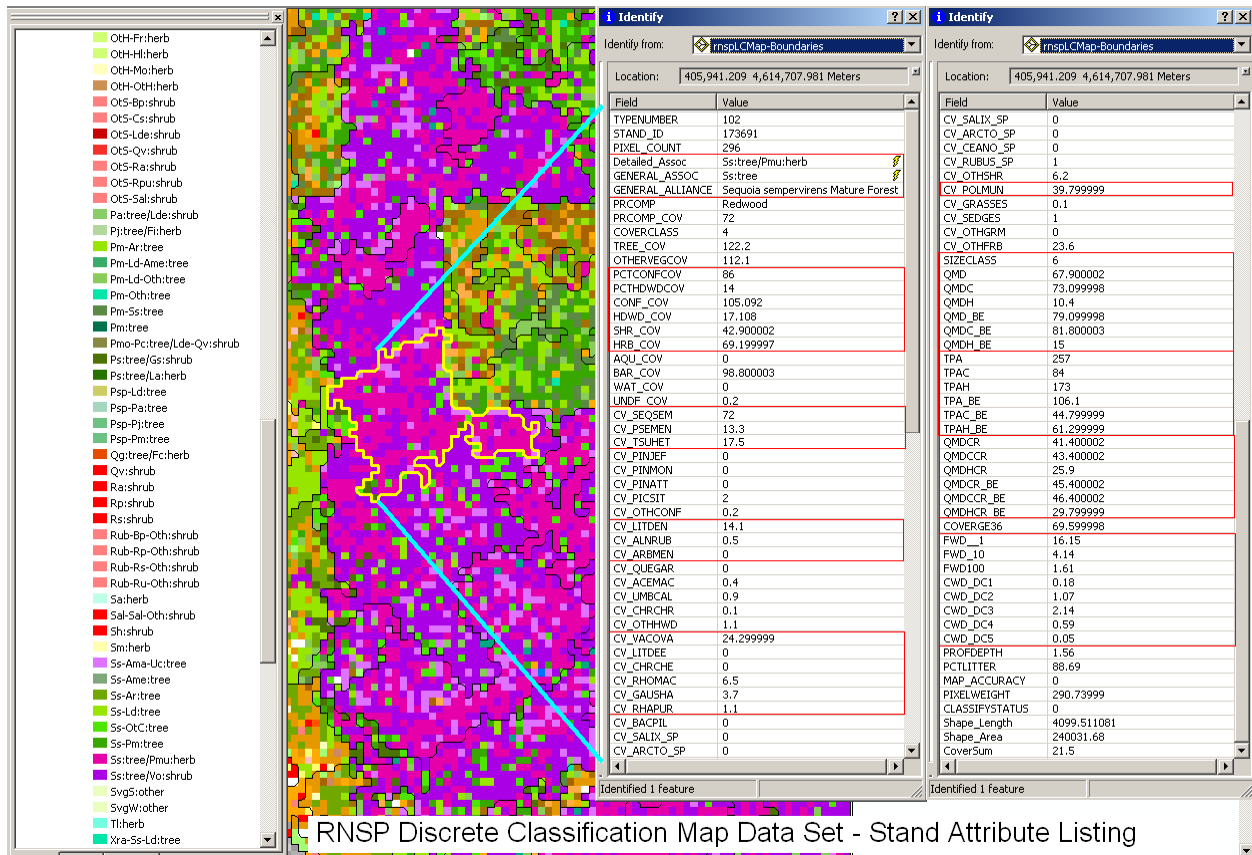 OtH-Fr:herb
OtH-Hl:herb
OtH-Mo:herb
OtH-OtH:herb
OtS-Bp:shrub
OtS-Cs:shrub
OtS-Lde:shrub
OtS-Qv:shrub
OtS-Ra:shrub
OtS-Rpu:shrub
OtS-Sal:shrub
Pa:tree/Lde:shrub
Pj:tree/Fi:herb
Pm-Ar:tree
Pm-Ld-Ame:tree
Pm-Ld-Oth:tree
Pm-Oth:tree
Pm-Ss:tree
Pm:tree
Pmo-Pc:tree/Lde-Qv:shrub
Ps:tree/Gs:shrub
Ps:tree/La:herb
Psp-Ld:tree
Psp-Pa:tree
Psp-Pj:tree
Psp-Pm:tree
Qg:tree/Fc:herb
Qv:shrub
Ra:shrub
Rp:shrub
Rs:shrub
Rub-Bp-Oth:shrub
Rub-Rp-Oth:shrub
Rub-Rs-Oth:shrub
Rub-Ru-Oth:shrub
Sa:herb
Sal-Sal-Oth:shrub
Sh:shrub
Sm:herb
Ss-Ama-Uc:tree
Ss-Ame:tree
Ss-Ar:tree
Ss-Ld:tree
Ss-OtC:tree
Ss-Pm:tree
Ss:tree/Pmu:herb
Ss:tree/Vo:shrub
SvgS:other
SvgW:other
Tl:herb
Xra-Ss-Ld:tree
Identify
Identify from: rnspLCMap-Boundaries
Location: 405,941.209 4,614,707.981 Meters
Field Value
TYPENUMBER 102
STAND_ID 173691
PIXEL_COUNT 296
Detailed_Assoc Ss:tree/Pmu:herb
GENERAL_ASSOC Ss:tree
GENERAL_ALLIANCE Sequoia sempervirens Mature Forest
PRCOMP Redwood
PRCOMP_COV 72
COVERCLASS 4
TREE_COV 122.2
OTHERVEGCOV 112.1
PCTCONFCOV 86
PCTHDWDCOV 14
CONF_COV 105.092
HDWD_COV 17.108
SHR_COV 42.900002
HRB_COV 69.199997
AQU_COV 0
BAR_COV 98.800003
WAT_COV 0
UNDF_COV 0.2
CV_SEQSEM 72
CV_PSEMEN 13.3
CV_TSUHET 17.5
CV_PINJEF 0
CV_PINMON 0
CV_PINATT 0
CV_PICSIT 2
CV_OTHCONF 0.2
CV_LITDEN 14.1
CV_ALNRUB 0.5
CV_ARBMEN 0
CV_QUEGAR 0
CV_ACEMAC 0.4
CV_UMBCAL 0.9
CV_CHRCHR 0.1
CV_OTHHWD 1.1
CV_VACOVA 24.299999
CV_LITDEE 0
CV_CHRCHE 0
CV_RHOMAC 6.5
CV_GAUSHA 3.7
CV_RHAPUR 1.1
CV_BACPIL 0
CV_SALIX_SP 0
CV_ARCTO_SP 0
Identified 1 feature
Identify
Identify from: rnspLCMap-Boundaries
Location: 405,941.209 4,614,707.981 Meters
Field Value
CV_SALIX_SP 0
CV_ARCTO_SP 0
CV_CEANO_SP 0
CV_RUBUS_SP 1
CV_OTHSHR 6.2
CV_POLMUN 39.799999
CV_GRASSES 0.1
CV_SEDGES 1
CV_OTHGRM 0
CV_OTHFRB 23.6
SIZECLASS 6
QMD 67.900002
QMDC 73.099998
QMDH 10.4
QMD_BE 79.099998
QMDC_BE 81.800003
QMDH_BE 15
TPA 257
TPAC 84
TPAH 173
TPA_BE 106.1
TPAC_BE 44.799999
TPAH_BE 61.299999
QMDCR 41.400002
QMDCCR 43.400002
QMDHCR 25.9
QMDCR_BE 45.400002
QMDCCR_BE 46.400002
QMDHCR_BE 29.799999
COVERGE36 69.599998
FWD__1 16.15
FWD_10 4.14
FWD100 1.61
CWD_DC1 0.18
CWD_DC2 1.07
CWD_DC3 2.14
CWD_DC4 0.59
CWD_DC5 0.05
PROFDEPTH 1.56
PCTLITTER 88.69
MAP_ACCURACY 0
PIXELWEIGHT 290.73999
CLASSIFYSTATUS 0
Shape_Length 4099.511081
Shape_Area 240031.68
CoverSum 21.5
Identified 1 feature
RNSP Discrete Classification Map Data Set - Stand Attribute Listing